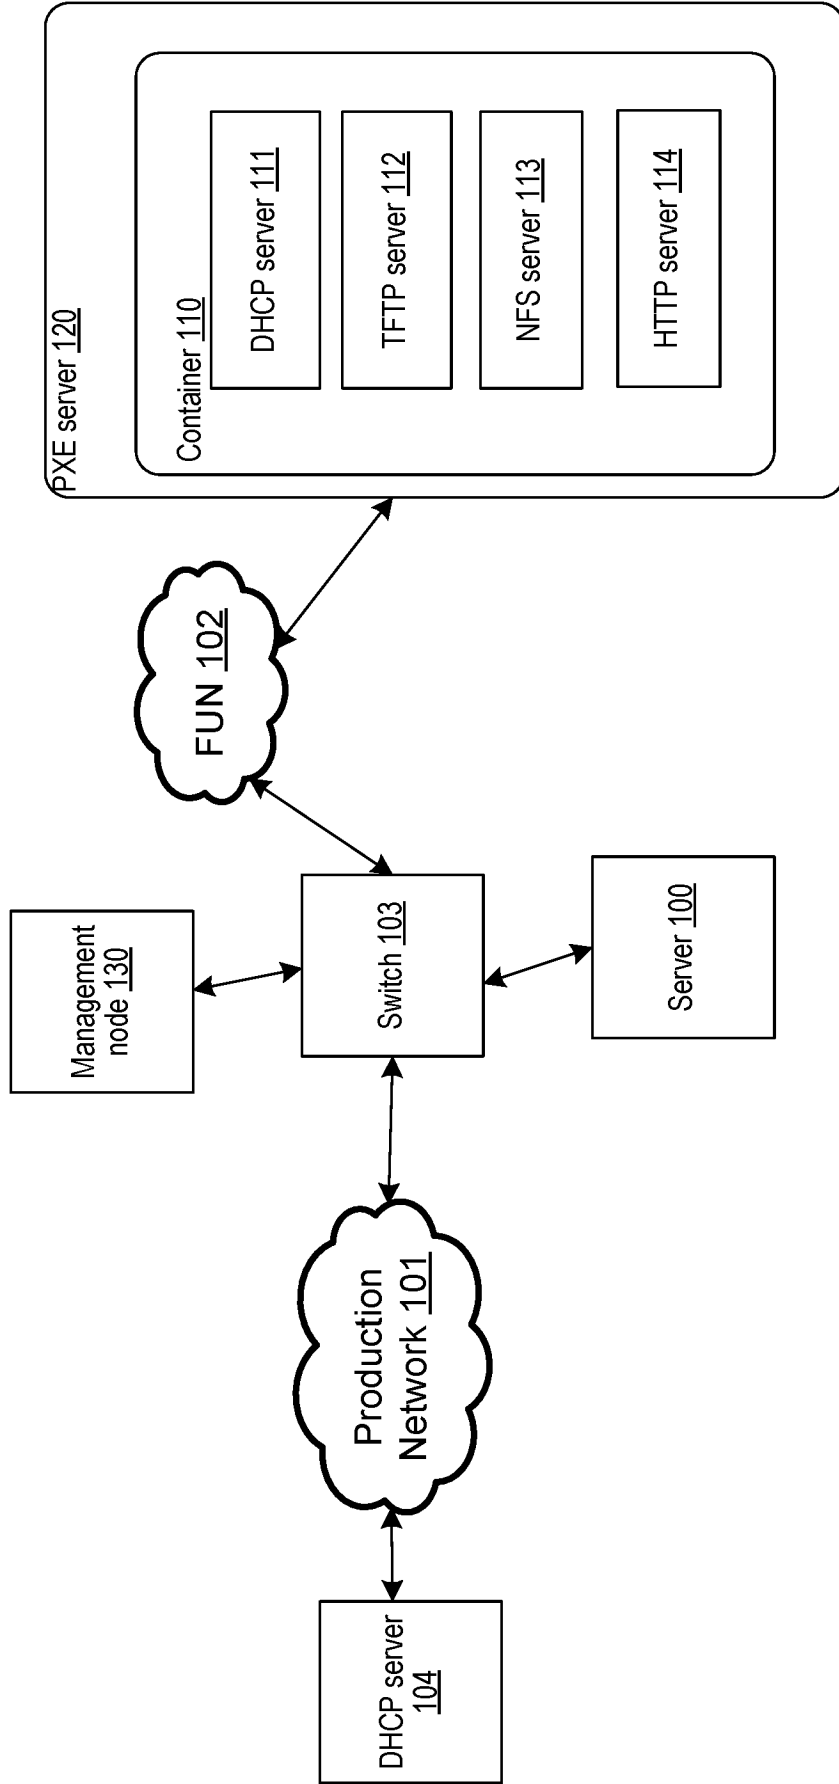 DHCP server
104
Production
Network 101
Management
node 130
Switch 103
Server 100
FUN 102
PXE server 120
Container 110
DHCP server 111
TFTP server 112
NFS server 113
HTTP server 114